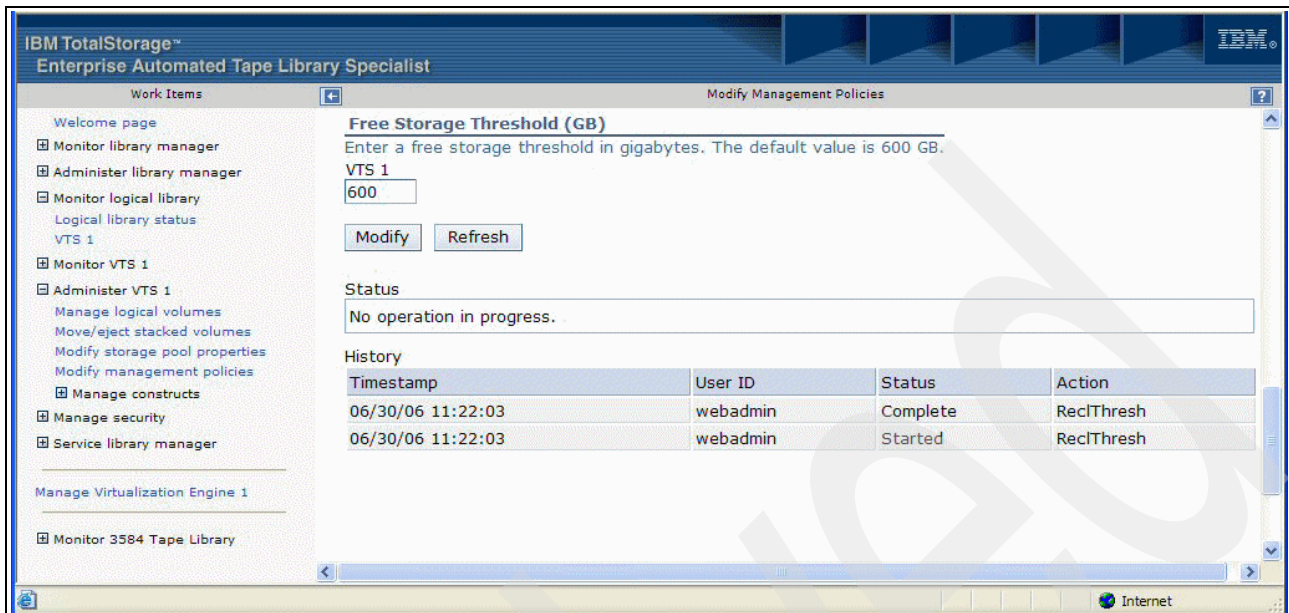 IBM TotalStorage™
Enterprise Automated Tape Library Specialist
IBM®
Work Items
Modify Management Policies
?
Welcome page
Monitor library manager
Administer library manager
Monitor logical library
Logical library status
VTS 1
Monitor VTS 1
Administer VTS 1
Manage logical volumes
Move/eject stacked volumes
Modify storage pool properties
Modify management policies
Manage constructs
Manage security
Service library manager
Manage Virtualization Engine 1
Monitor 3584 Tape Library
Free Storage Threshold (GB)
Enter a free storage threshold in gigabytes. The default value is 600 GB.
VTS 1
600
Modify Refresh
Status
No operation in progress.
History
Timestamp User ID Status Action
06/30/06 11:22:03 webadmin Complete ReclThresh
06/30/06 11:22:03 webadmin Started ReclThresh
Internet